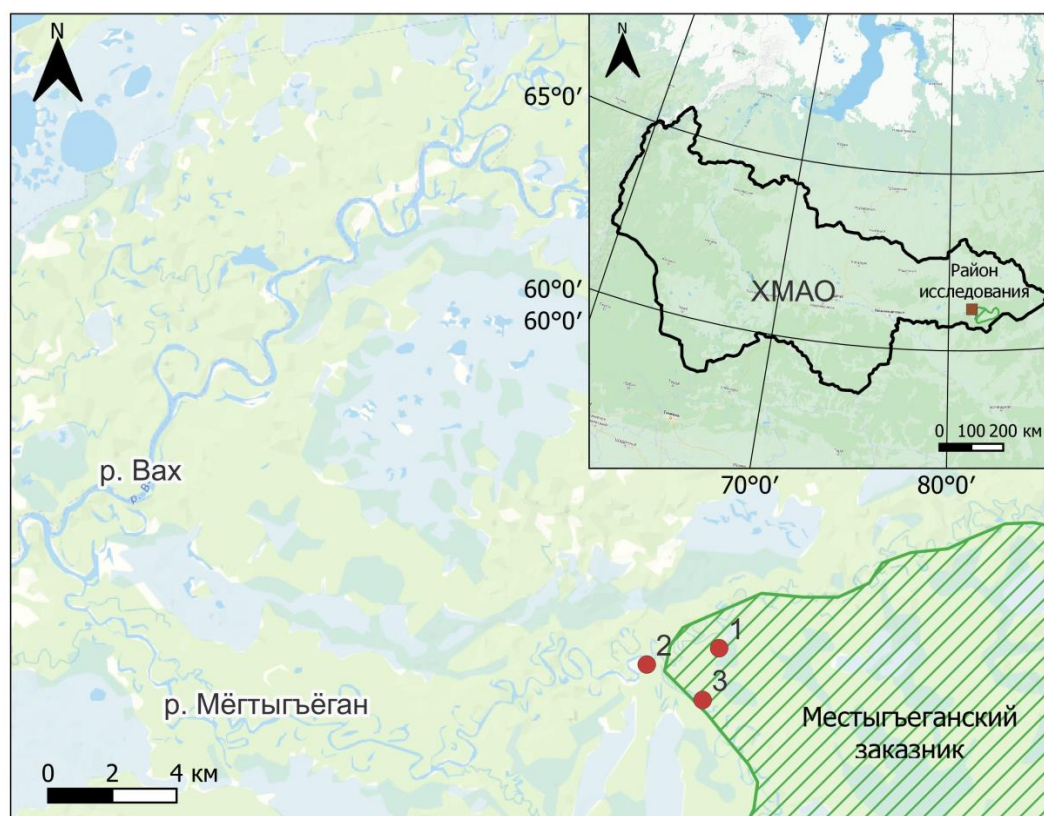 N
N
65°0'
60°0'
60°0'
ХМАО
Район
исследования
0 100 200 км
70°0'
80°0'
р. Вах
р. Мёгтыгъёган
1
2
3
Местыгъеганский
заказник
0 2 4 км